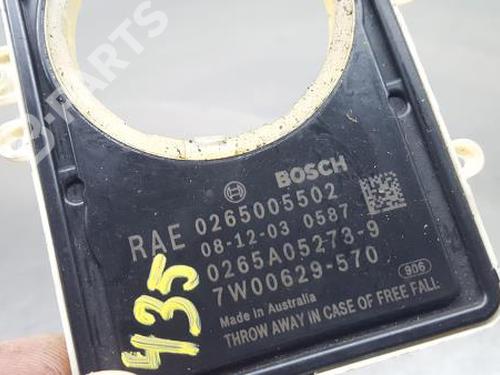 BOSCH
RAE 0265005502
08-12-03 0587
0265A05273-9
7W00629-570
906
Made in Australia
THROW AWAY IN CASE OF FREE FALL
435
B-PARTS